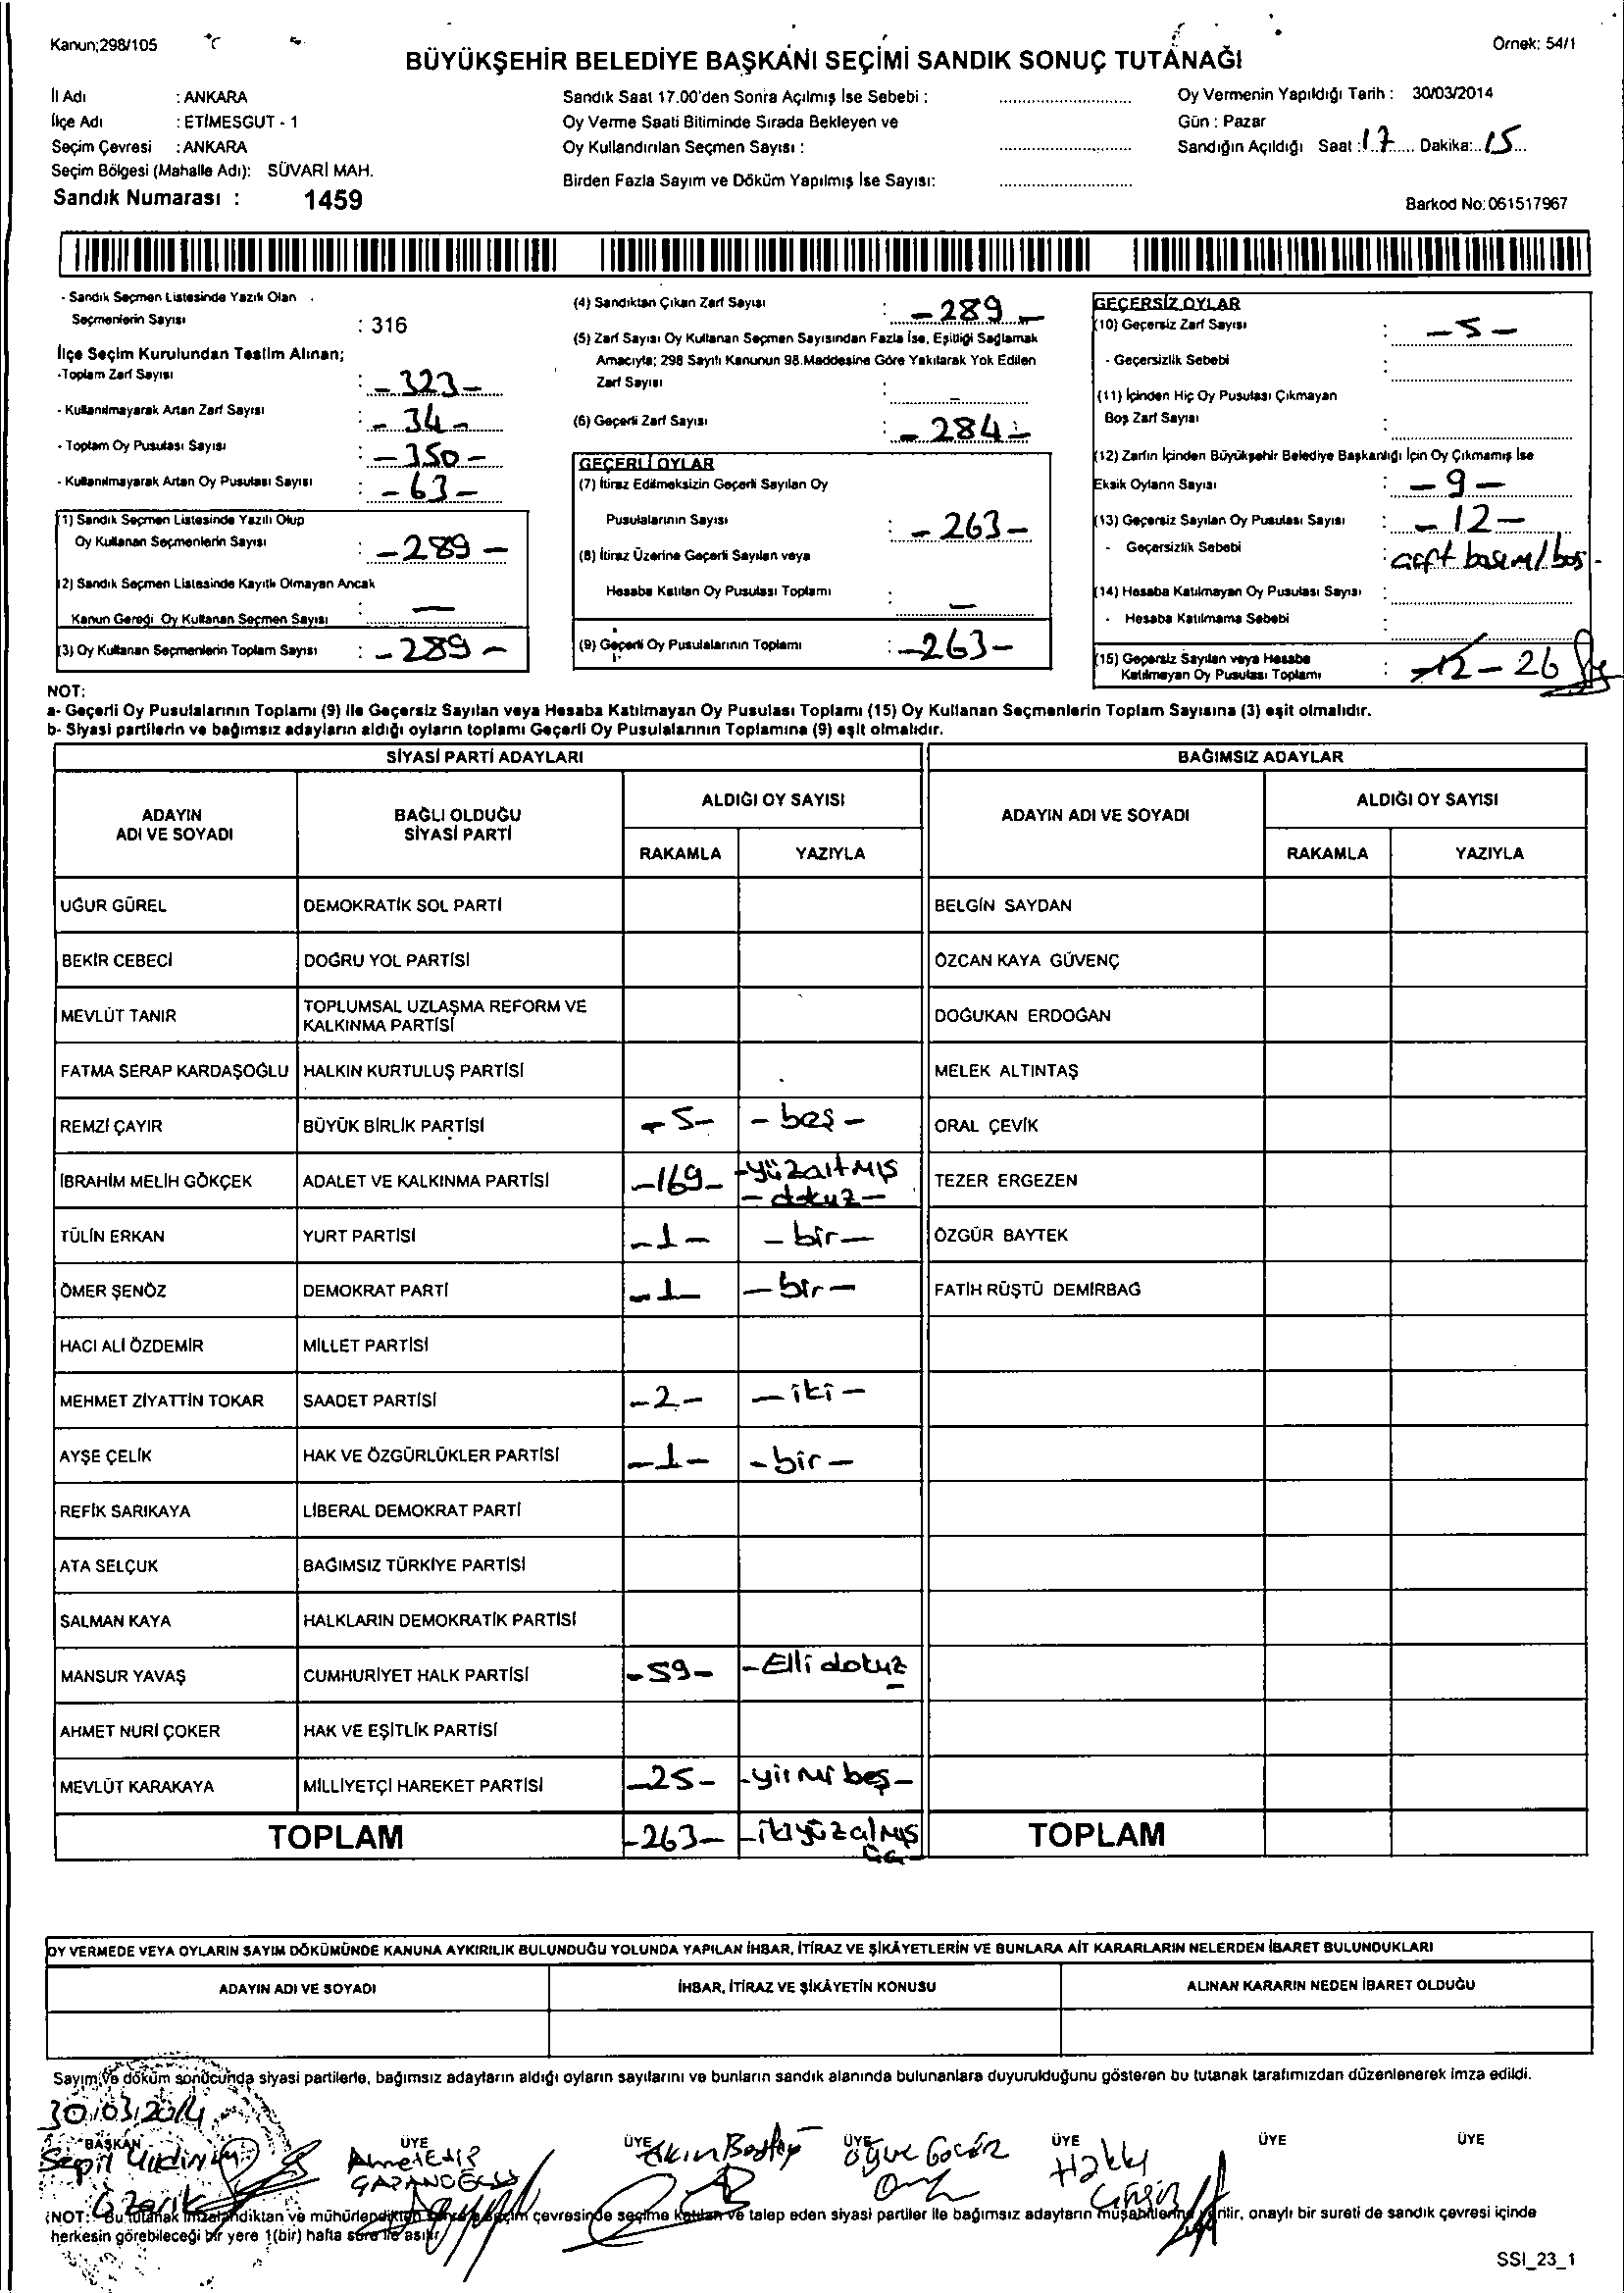 Kanun;298/105
Örnek: 54/1
BÜYÜKŞEHİR BELEDİYE BAŞKANI SEÇİMİ SANDIK SONUÇ TUTANAĞI
İl Adı : ANKARA
İlçe Adı : ETİMESGUT - 1
Seçim Çevresi : ANKARA
Seçim Bölgesi (Mahalle Adı): SÜVARİ MAH.
Sandık Numarası : 1459
Sandık Saat 17.00'den Sonra Açılmış İse Sebebi :
Oy Verme Saati Bitiminde Sırada Bekleyen ve
Oy Kullandırılan Seçmen Sayısı :
Birden Fazla Sayım ve Döküm Yapılmış İse Sayısı:
Oy Vermenin Yapıldığı Tarih : 30/03/2014
Gün : Pazar
Sandığın Açıldığı Saat : 17 Dakika: 15
Barkod No:061517967
- Sandık Seçmen Listesinde Yazılı Olan
Seçmenlerin Sayısı : 316
İlçe Seçim Kurulundan Teslim Alınan;
-Toplam Zarf Sayısı : -323-
- Kullanılmayarak Artan Zarf Sayısı : -34-
- Toplam Oy Pusulası Sayısı : -350-
- Kullanılmayarak Artan Oy Pusulası Sayısı : -63-
(1) Sandık Seçmen Listesinde Yazılı Olup
Oy Kullanan Seçmenlerin Sayısı : -289-
(2) Sandık Seçmen Listesinde Kayıtlı Olmayan Ancak
Kanun Gereği Oy Kullanan Seçmen Sayısı : -
(3) Oy Kullanan Seçmenlerin Toplam Sayısı : -289-
(4) Sandıktan Çıkan Zarf Sayısı : -289-
(5) Zarf Sayısı Oy Kullanan Seçmen Sayısından Fazla İse, Eşitliği Sağlamak
Amacıyla; 298 Sayılı Kanunun 98.Maddesine Göre Yakılarak Yok Edilen
Zarf Sayısı : -
(6) Geçerli Zarf Sayısı : -284-
GEÇERLİ OYLAR
(7) İtiraz Edilmeksizin Geçerli Sayılan Oy
Pusulalarının Sayısı : -263-
(8) İtiraz Üzerine Geçerli Sayılan veya
Hesaba Katılan Oy Pusulası Toplamı : -
(9) Geçerli Oy Pusulalarının Toplamı : -263-
GEÇERSİZ OYLAR
(10) Geçersiz Zarf Sayısı : -5-
- Geçersizlik Sebebi :
(11) İçinden Hiç Oy Pusulası Çıkmayan
Boş Zarf Sayısı :
(12) Zarfın İçinden Büyükşehir Belediye Başkanlığı İçin Oy Çıkmamış İse
Eksik Oyların Sayısı : -9-
(13) Geçersiz Sayılan Oy Pusulası Sayısı : -12-
- Geçersizlik Sebebi : çift basım/boş -
(14) Hesaba Katılmayan Oy Pusulası Sayısı :
- Hesaba Katılmama Sebebi :
(15) Geçersiz Sayılan veya Hesaba
Katılmayan Oy Pusulası Toplamı : -12- 26
NOT:
a- Geçerli Oy Pusulalarının Toplamı (9) ile Geçersiz Sayılan veya Hesaba Katılmayan Oy Pusulası Toplamı (15) Oy Kullanan Seçmenlerin Toplam Sayısına (3) eşit olmalıdır.
b- Siyasi partilerin ve bağımsız adayların aldığı oyların toplamı Geçerli Oy Pusulalarının Toplamına (9) eşit olmalıdır.
SİYASİ PARTİ ADAYLARI BAĞIMSIZ ADAYLAR
ADAYIN ADI VE SOYADI BAĞLI OLDUĞU SİYASİ PARTİ ALDIĞI OY SAYISI ADAYIN ADI VE SOYADI ALDIĞI OY SAYISI
RAKAMLA YAZIYLA RAKAMLA YAZIYLA
UĞUR GÜREL DEMOKRATİK SOL PARTİ BELGİN SAYDAN
BEKİR CEBECİ DOĞRU YOL PARTİSİ ÖZCAN KAYA GÜVENÇ
MEVLÜT TANIR TOPLUMSAL UZLAŞMA REFORM VE KALKINMA PARTİSİ DOĞUKAN ERDOĞAN
FATMA SERAP KARDAŞOĞLU HALKIN KURTULUŞ PARTİSİ MELEK ALTINTAŞ
REMZİ ÇAYIR BÜYÜK BİRLİK PARTİSİ -5- -beş- ORAL ÇEVİK
İBRAHİM MELİH GÖKÇEK ADALET VE KALKINMA PARTİSİ -169- -yüzaltmış -dokuz- TEZER ERGEZEN
TÜLİN ERKAN YURT PARTİSİ -1- -bir- ÖZGÜR BAYTEK
ÖMER ŞENÖZ DEMOKRAT PARTİ -1- -bir- FATİH RÜŞTÜ DEMİRBAĞ
HACI ALİ ÖZDEMİR MİLLET PARTİSİ
MEHMET ZİYATTİN TOKAR SAADET PARTİSİ -2- -iki-
AYŞE ÇELİK HAK VE ÖZGÜRLÜKLER PARTİSİ -1- -bir-
REFİK SARIKAYA LİBERAL DEMOKRAT PARTİ
ATA SELÇUK BAĞIMSIZ TÜRKİYE PARTİSİ
SALMAN KAYA HALKLARIN DEMOKRATİK PARTİSİ
MANSUR YAVAŞ CUMHURİYET HALK PARTİSİ -59- -Elli dokuz-
AHMET NURİ ÇOKER HAK VE EŞİTLİK PARTİSİ
MEVLÜT KARAKAYA MİLLİYETÇİ HAREKET PARTİSİ -25- -yirmi beş-
TOPLAM -263- -ikiyüzalmış üç- TOPLAM
OY VERMEDE VEYA OYLARIN SAYIM DÖKÜMÜNDE KANUNA AYKIRILIK BULUNDUĞU YOLUNDA YAPILAN İHBAR, İTİRAZ VE ŞİKÂYETLERİN VE BUNLARA AİT KARARLARIN NELERDEN İBARET BULUNDUKLARI
ADAYIN ADI VE SOYADI İHBAR, İTİRAZ VE ŞİKÂYETİN KONUSU ALINAN KARARIN NEDEN İBARET OLDUĞU
Sayım ve döküm sonucunda siyasi partilerle, bağımsız adayların aldığı oyların sayılarını ve bunların sandık alanında bulunanlara duyurulduğunu gösteren bu tutanak tarafımızdan düzenlenerek imza edildi.
30/03/2014
BAŞKAN ÜYE ÜYE ÜYE ÜYE ÜYE ÜYE
Hakkı
(NOT: Bu tutanak imzalandıktan ve mühürlendikten seçim çevresinde seçime katılan ve talep eden siyasi partiler ile bağımsız adayların müşahitlerine verilir, onaylı bir sureti de sandık çevresi içinde
herkesin görebileceği bir yere 1(bir) hafta süre ile asılır.)
SSI_23_1